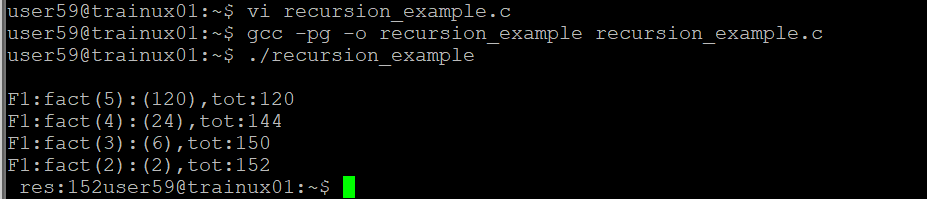 user59@trainux01:~$ vi recursion_example.c
user59@trainux01:~$ gcc -pg -o recursion_example recursion_example.c
user59@trainux01:~$ ./recursion_example
F1:fact(5):(120),tot:120
F1:fact(4):(24),tot:144
F1:fact(3):(6),tot:150
F1:fact(2):(2),tot:152
 res:152user59@trainux01:~$